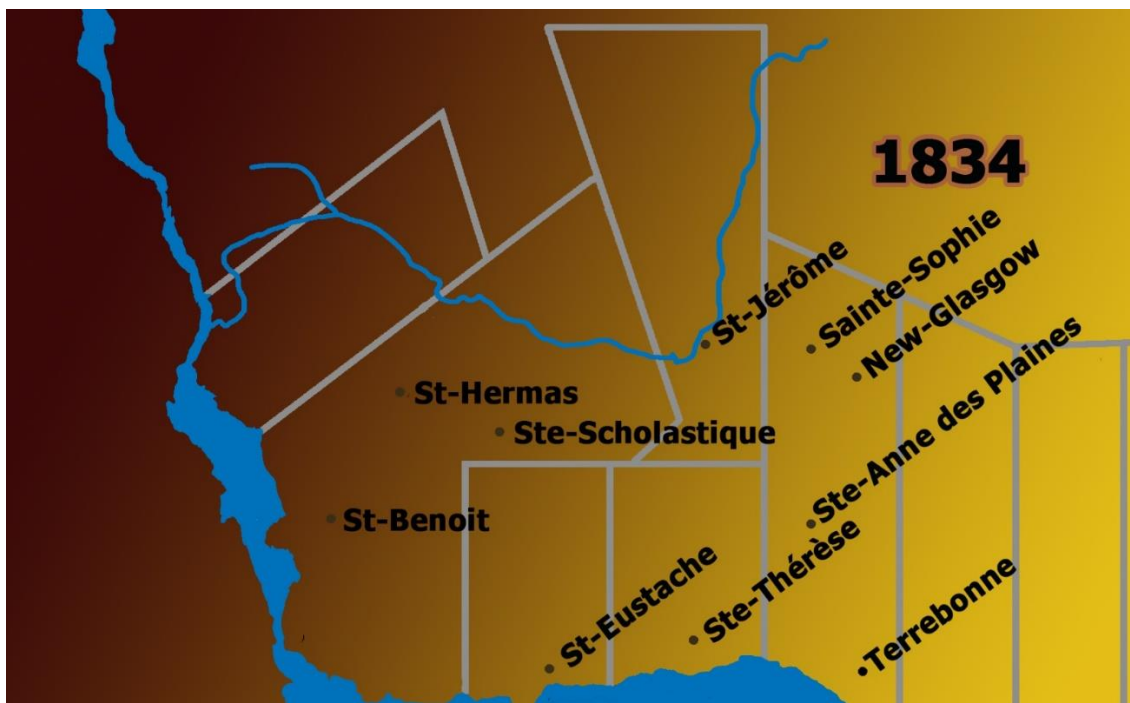 1834
St-Jérôme
Sainte-Sophie
New-Glasgow
St-Hermas
Ste-Scholastique
Ste-Anne des Plaines
St-Benoit
St-Eustache
Ste-Thérèse
Terrebonne